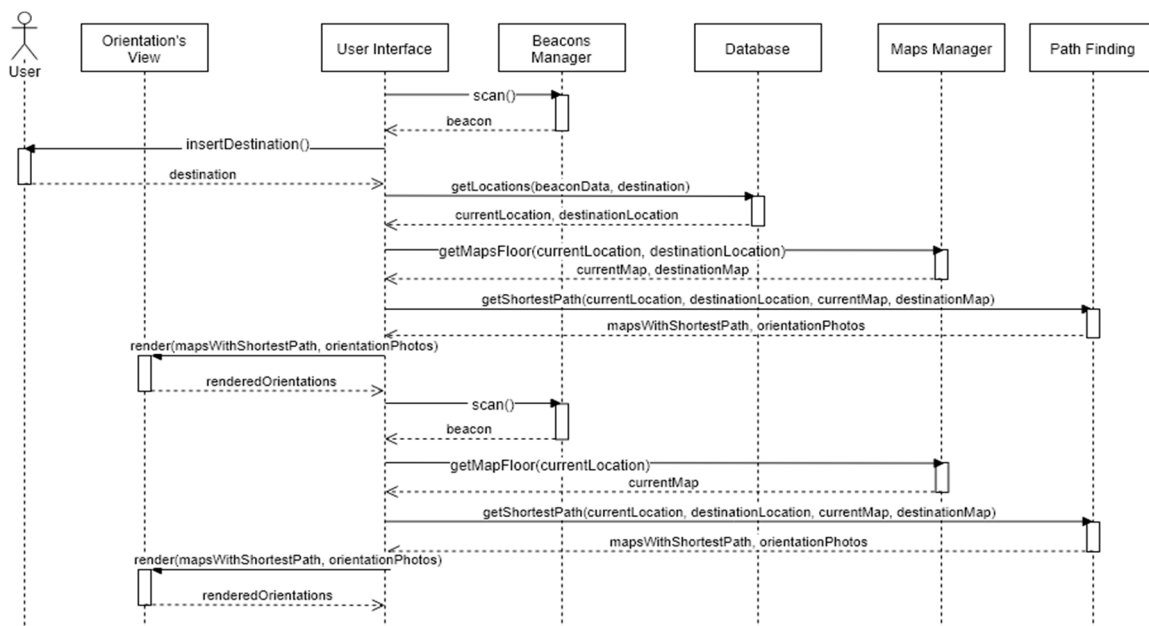 Orientation's
View
User Interface
Beacons
Manager
Database
Maps Manager
Path Finding
User
scan()
beacon
insertDestination()
destination
getLocations(beaconData, destination)
currentLocation, destinationLocation
getMapsFloor(currentLocation, destinationLocation)
currentMap, destinationMap
getShortestPath(currentLocation, destinationLocation, currentMap, destinationMap)
mapsWithShortestPath, orientationPhotos
render(mapsWithShortestPath, orientationPhotos)
renderedOrientations
scan()
beacon
getMapFloor(currentLocation)
currentMap
getShortestPath(currentLocation, destinationLocation, currentMap, destinationMap)
mapsWithShortestPath, orientationPhotos
render(mapsWithShortestPath, orientationPhotos)
renderedOrientations